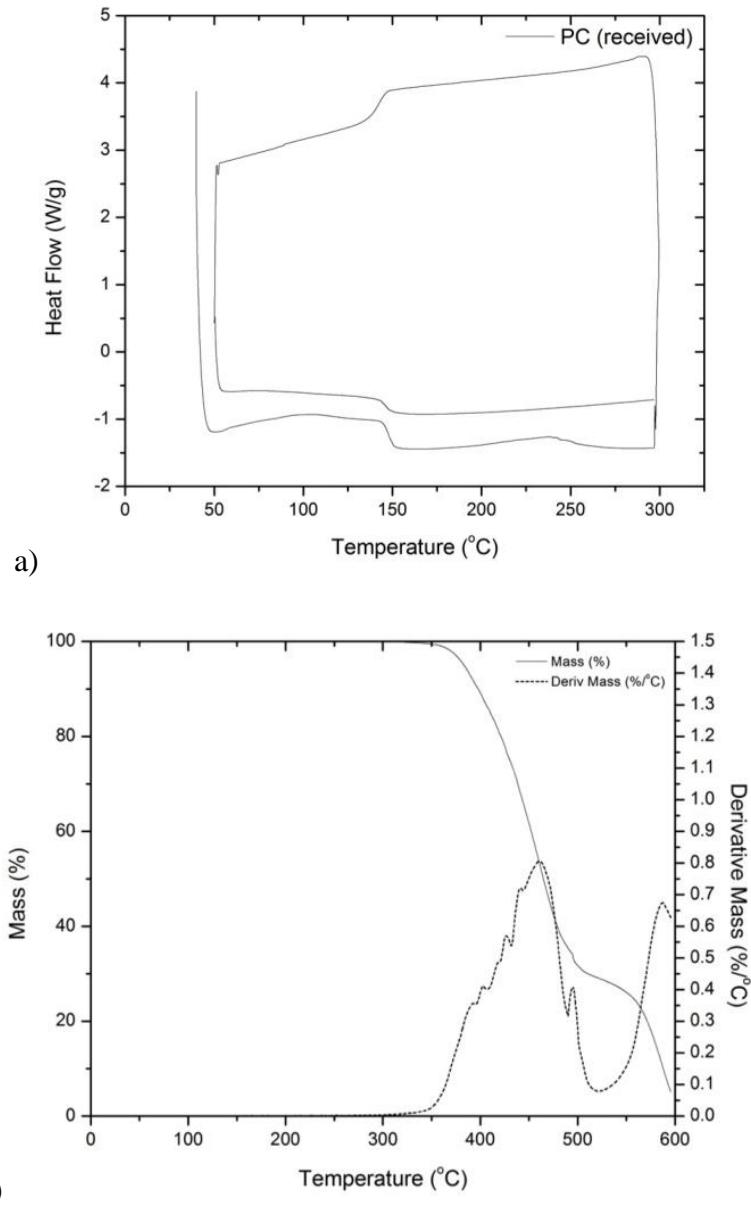 5
PC (received)
4
3
2
1
0
-1
-2
Heat Flow (W/g)
0 50 100 150 200 250 300
Temperature (°C)
a)
100
80
60
40
20
0
Mass (%)
Mass (%)
Deriv Mass (%/°C)
1.5
1.4
1.3
1.2
1.1
1.0
0.9
0.8
0.7
0.6
0.5
0.4
0.3
0.2
0.1
0.0
Derivative Mass (%/°C)
0 100 200 300 400 500 600
Temperature (°C)
)